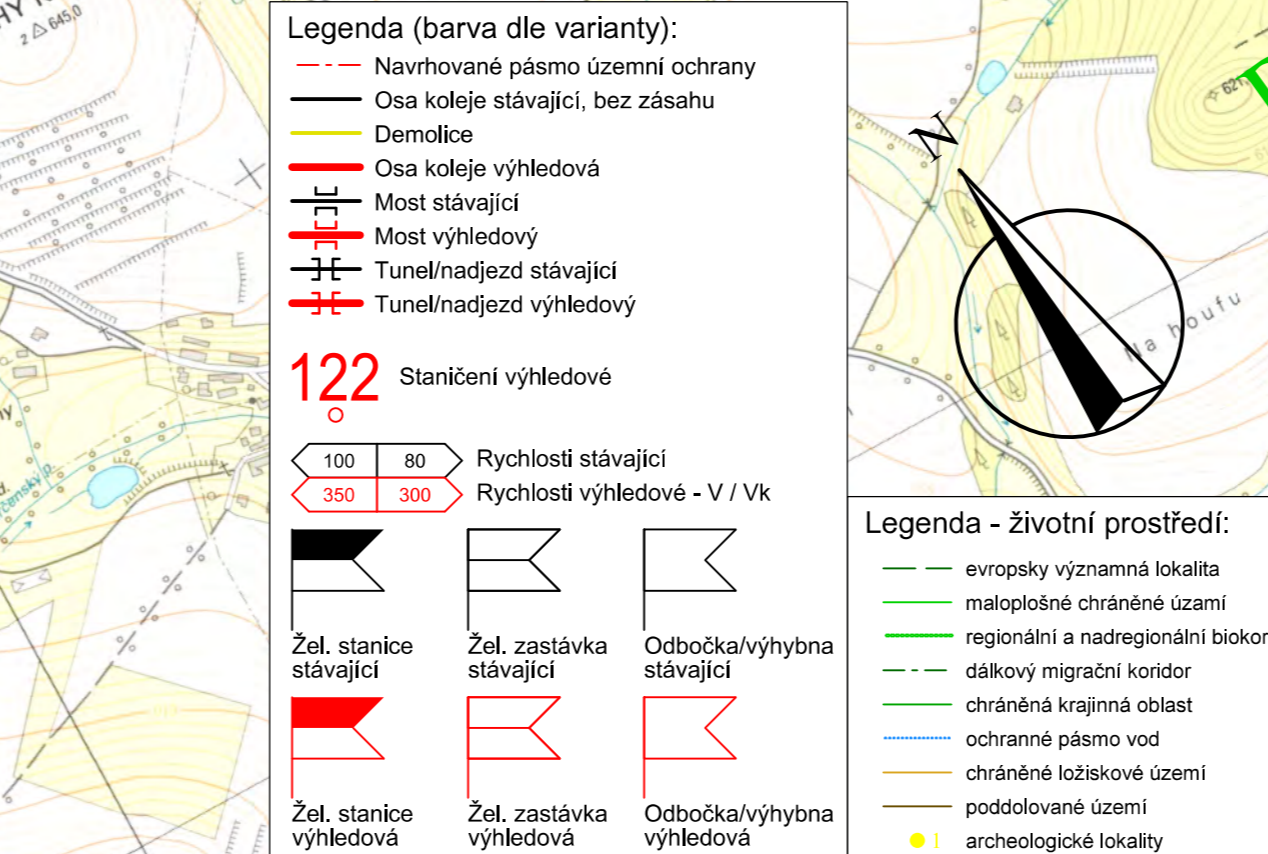 2 645,0
Legenda (barva dle varianty):
Navrhované pásmo územní ochrany
Osa koleje stávající, bez zásahu
Demolice
Osa koleje výhledová
Most stávající
Most výhledový
Tunel/nadjezd stávající
Tunel/nadjezd výhledový
122 Staničení výhledové
100 80 Rychlosti stávající
350 300 Rychlosti výhledové - V / Vk
Žel. stanice stávající
Žel. zastávka stávající
Odbočka/výhybna stávající
Žel. stanice výhledová
Žel. zastávka výhledová
Odbočka/výhybna výhledová
N
Na houfu
Legenda - životní prostředí:
evropsky významná lokalita
maloplošné chráněné úzamí
regionální a nadregionální biokor
dálkový migrační koridor
chráněná krajinná oblast
ochranné pásmo vod
chráněné ložiskové území
poddolované území
1 archeologické lokality